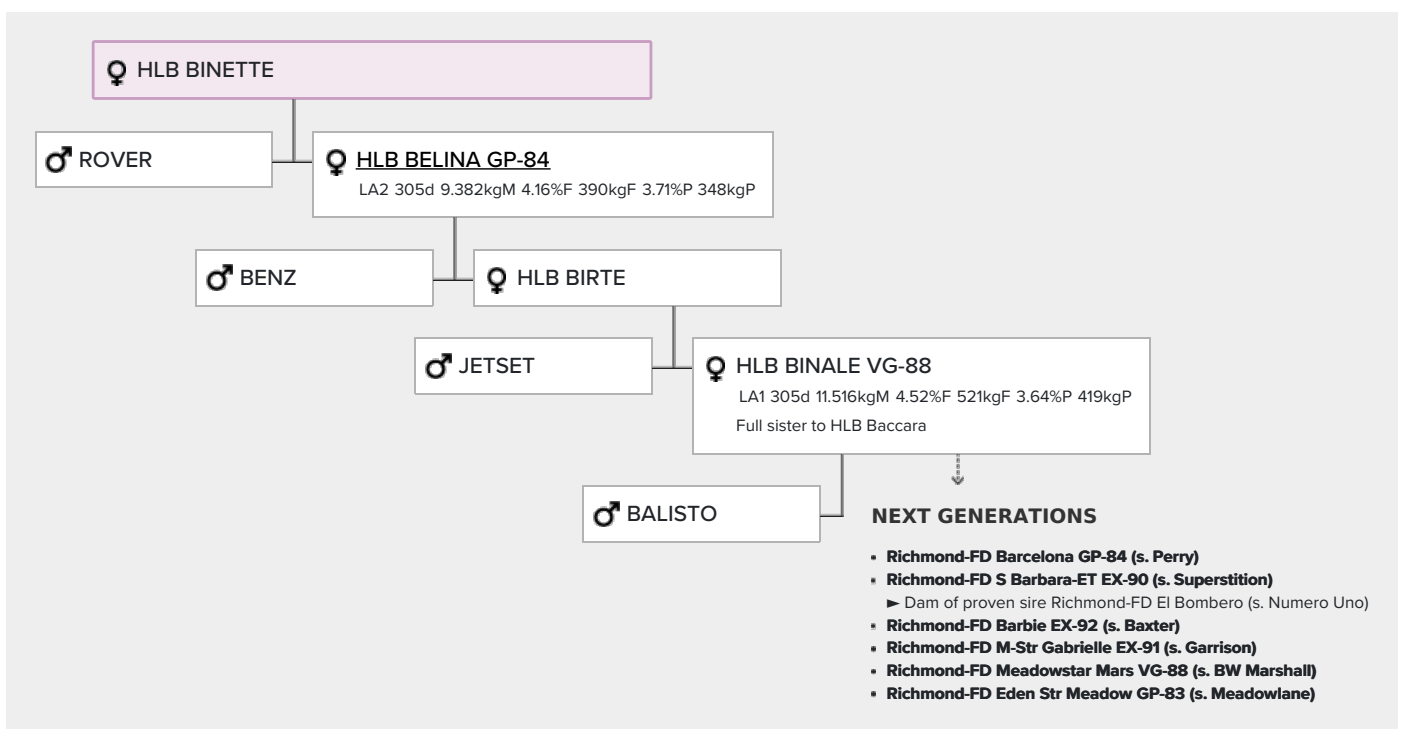 HLB BINETTE
ROVER
HLB BELINA GP-84
LA2 305d 9.382kgM 4.16%F 390kgF 3.71%P 348kgP
BENZ
HLB BIRTE
JETSET
HLB BINALE VG-88
LA1 305d 11.516kgM 4.52%F 521kgF 3.64%P 419kgP
Full sister to HLB Baccara
BALISTO
NEXT GENERATIONS
Richmond-FD Barcelona GP-84 (s. Perry)
Richmond-FD S Barbara-ET EX-90 (s. Superstition)
► Dam of proven sire Richmond-FD El Bombero (s. Numero Uno)
Richmond-FD Barbie EX-92 (s. Baxter)
Richmond-FD M-Str Gabrielle EX-91 (s. Garrison)
Richmond-FD Meadowstar Mars VG-88 (s. BW Marshall)
Richmond-FD Eden Str Meadow GP-83 (s. Meadowlane)